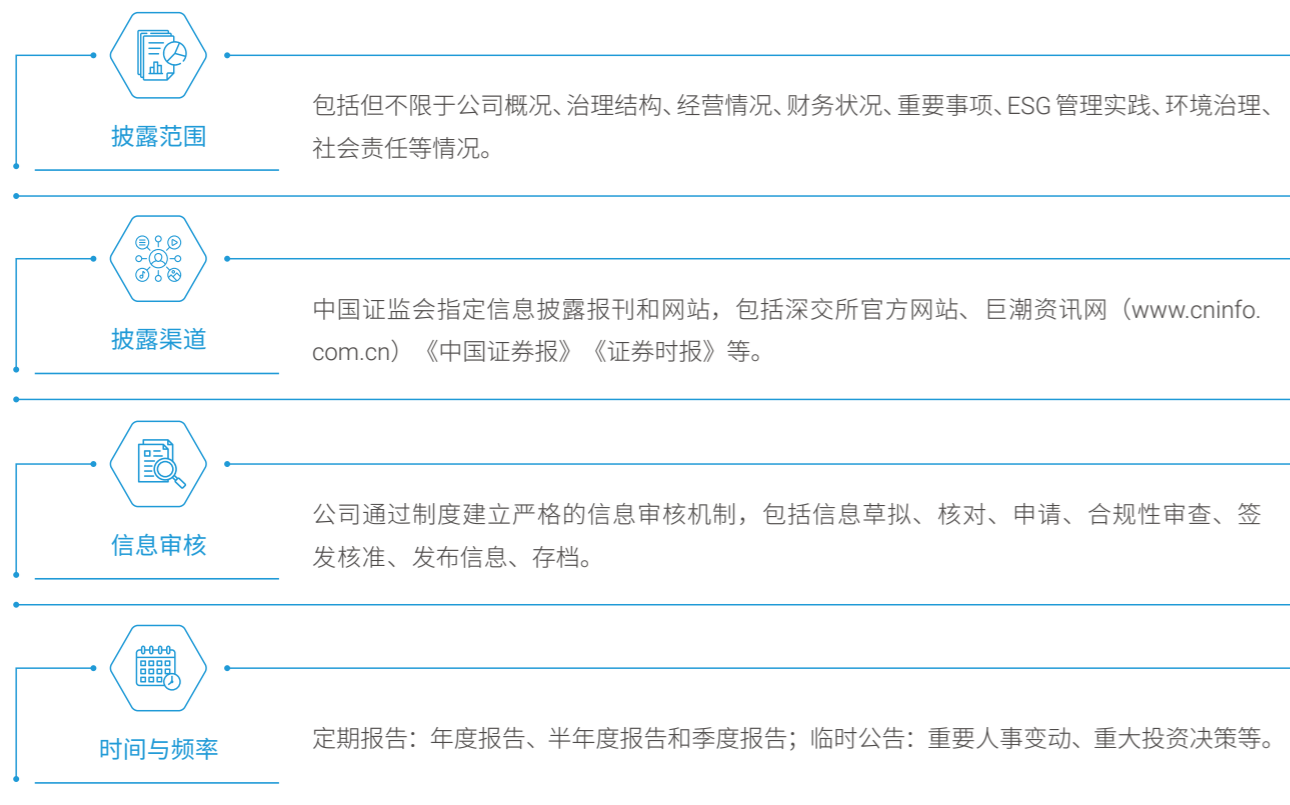 披露范围
包括但不限于公司概况、治理结构、经营情况、财务状况、重要事项、ESG 管理实践、环境治理、
社会责任等情况。
披露渠道
中国证监会指定信息披露报刊和网站，包括深交所官方网站、巨潮资讯网（www.cninfo.
com.cn）《中国证券报》《证券时报》等。
信息审核
公司通过制度建立严格的信息审核机制，包括信息草拟、核对、申请、合规性审查、签
发核准、发布信息、存档。
时间与频率
定期报告：年度报告、半年度报告和季度报告；临时公告：重要人事变动、重大投资决策等。